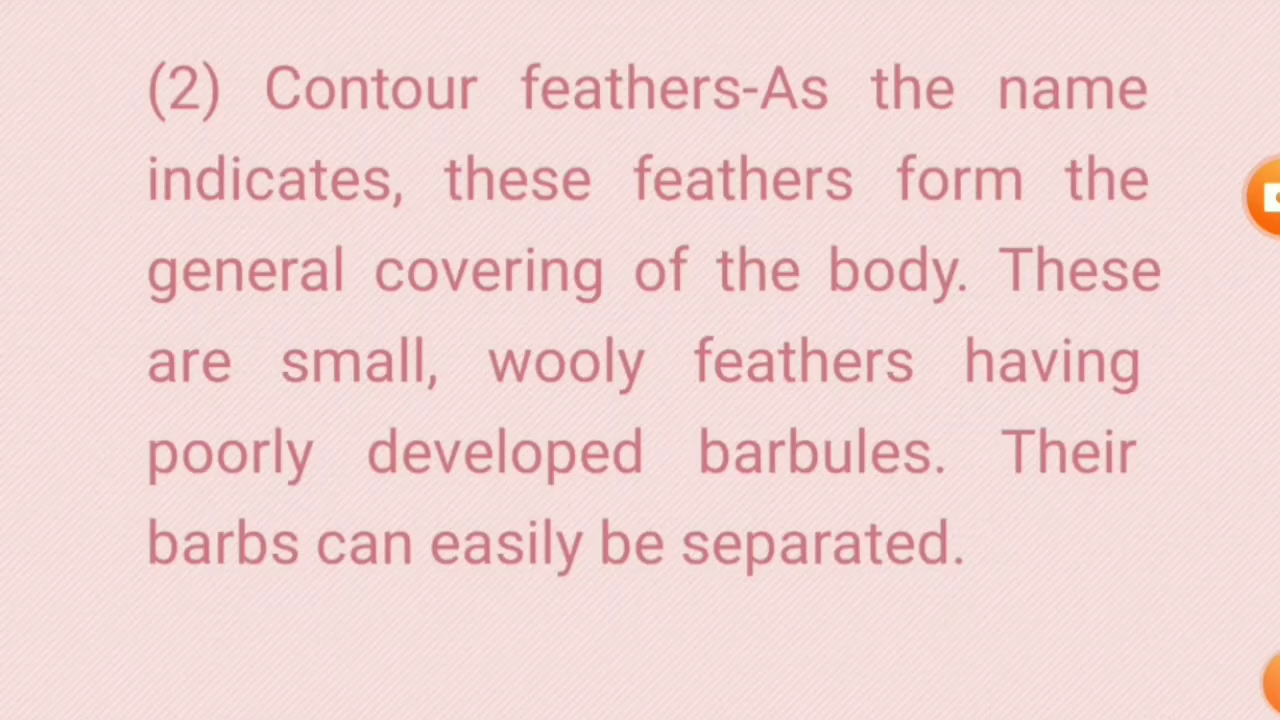 (2) Contour feathers-As the name
indicates, these feathers form the
general covering of the body. These
are small, wooly feathers having
poorly developed barbules. Their
barbs can easily be separated.